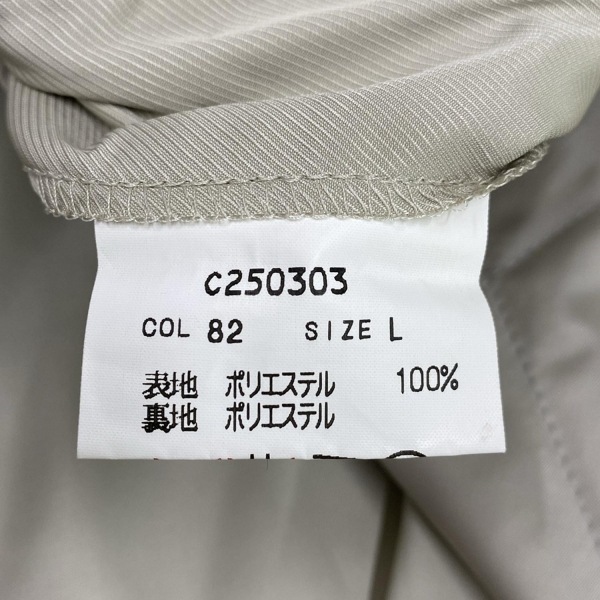 C250303
COL 82 SIZE L
表地 ポリエステル 100%
裏地 ポリエステル